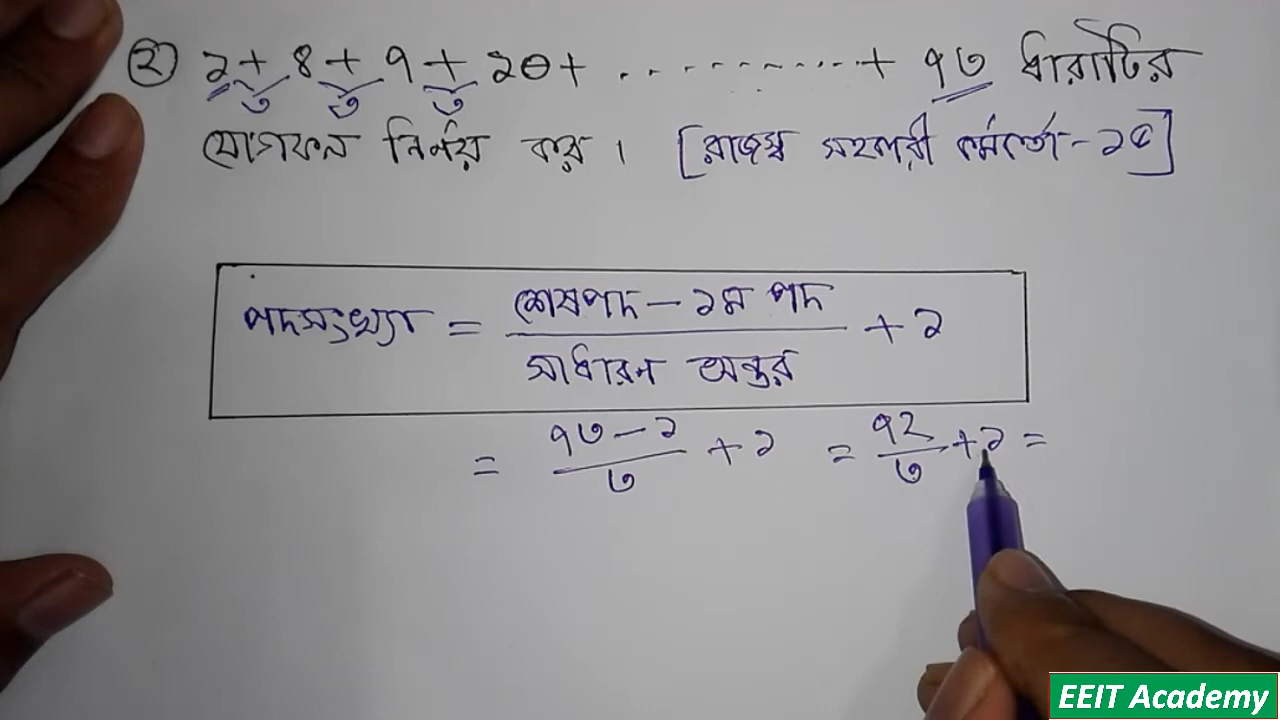 ২) ১ + ৪ + ৭ + ১০ + ........... + ৭৩ ধারাটির
যোগফল নির্ণয় কর। [রাজস্ব সহকারী কর্মকর্তা - ১৫]
৩ ৩ ৩
পদসংখ্যা = শেষপদ – ১ম পদ / সাধারন অন্তর + ১
= ৭৩ – ১ / ৩ + ১ = ৭২ / ৩ + ১ =
EEIT Academy